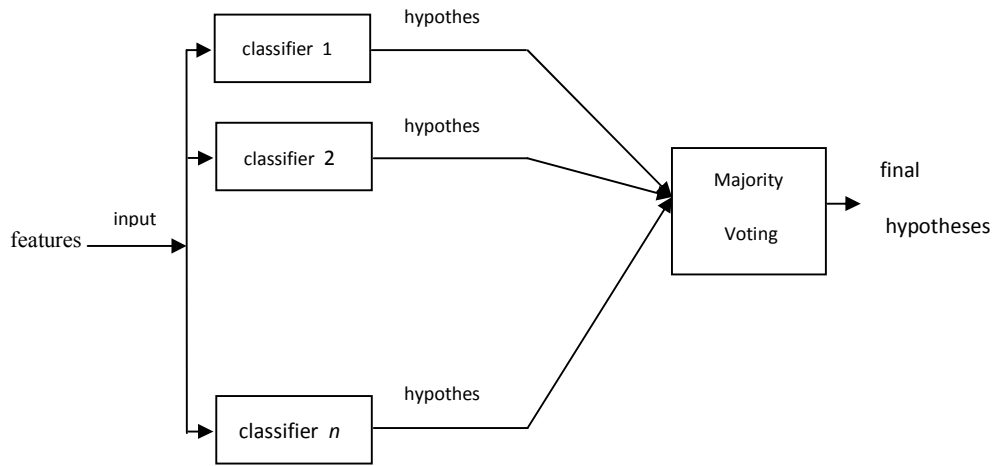 hypothes
classifier 1
hypothes
classifier 2
Majority
Voting
final
hypotheses
input
features
hypothes
classifier n